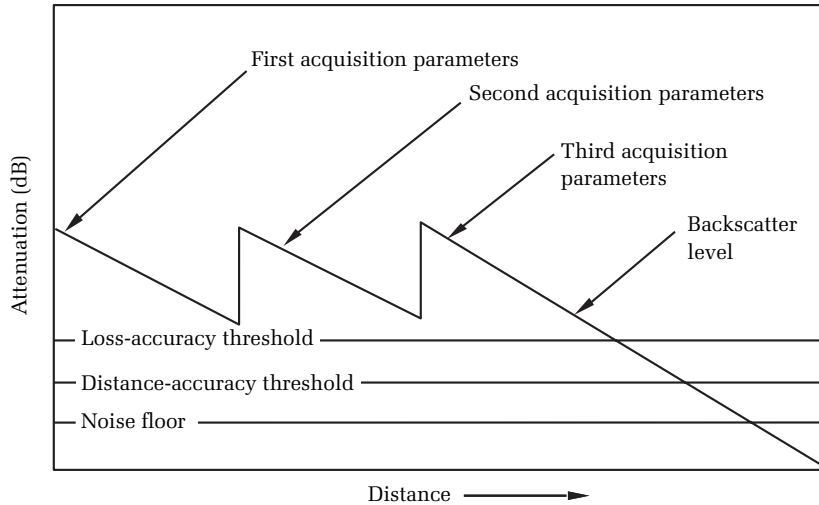 First acquisition parameters
Second acquisition parameters
Third acquisition
parameters
Backscatter
level
Attenuation (dB)
Loss-accuracy threshold
Distance-accuracy threshold
Noise floor
Distance